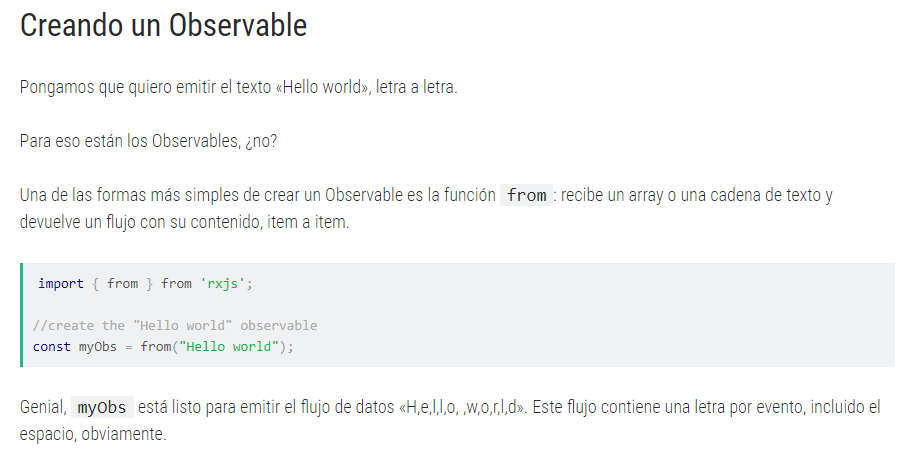 Creando un Observable
Pongamos que quiero emitir el texto «Hello world», letra a letra.
Para eso están los Observables, ¿no?
Una de las formas más simples de crear un Observable es la función from : recibe un array o una cadena de texto y
devuelve un flujo con su contenido, item a item.
import { from } from 'rxjs';
//create the "Hello world" observable
const myObs = from("Hello world");
Genial, myObs está listo para emitir el flujo de datos «H,e,l,l,o, ,w,o,r,l,d». Este flujo contiene una letra por evento, incluido el
espacio, obviamente.